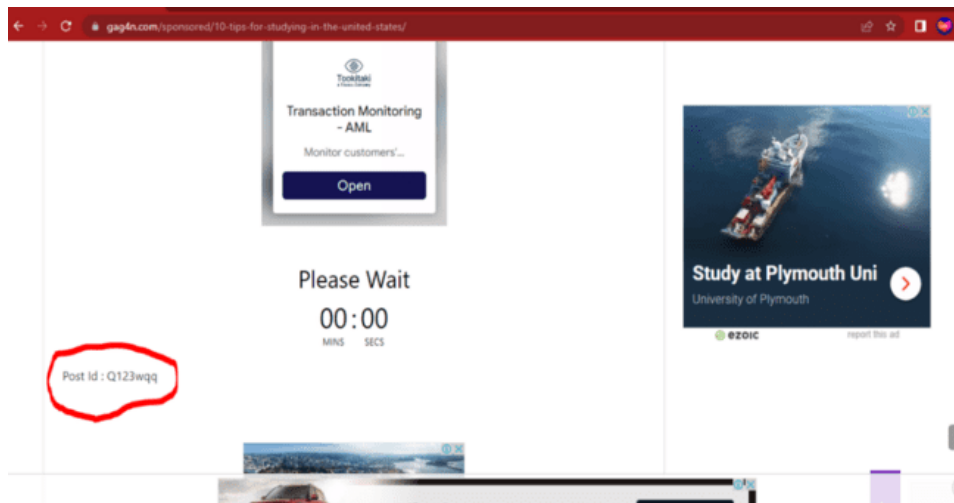 gag4n.com/sponsored/10-tips-for-studying-in-the-united-states/
Tookitaki
Transaction Monitoring
- AML
Monitor customers'...
Open
Please Wait
00:00
MINS SECS
Post Id : Q123wqq
Study at Plymouth Uni
University of Plymouth
ezoic
report this ad